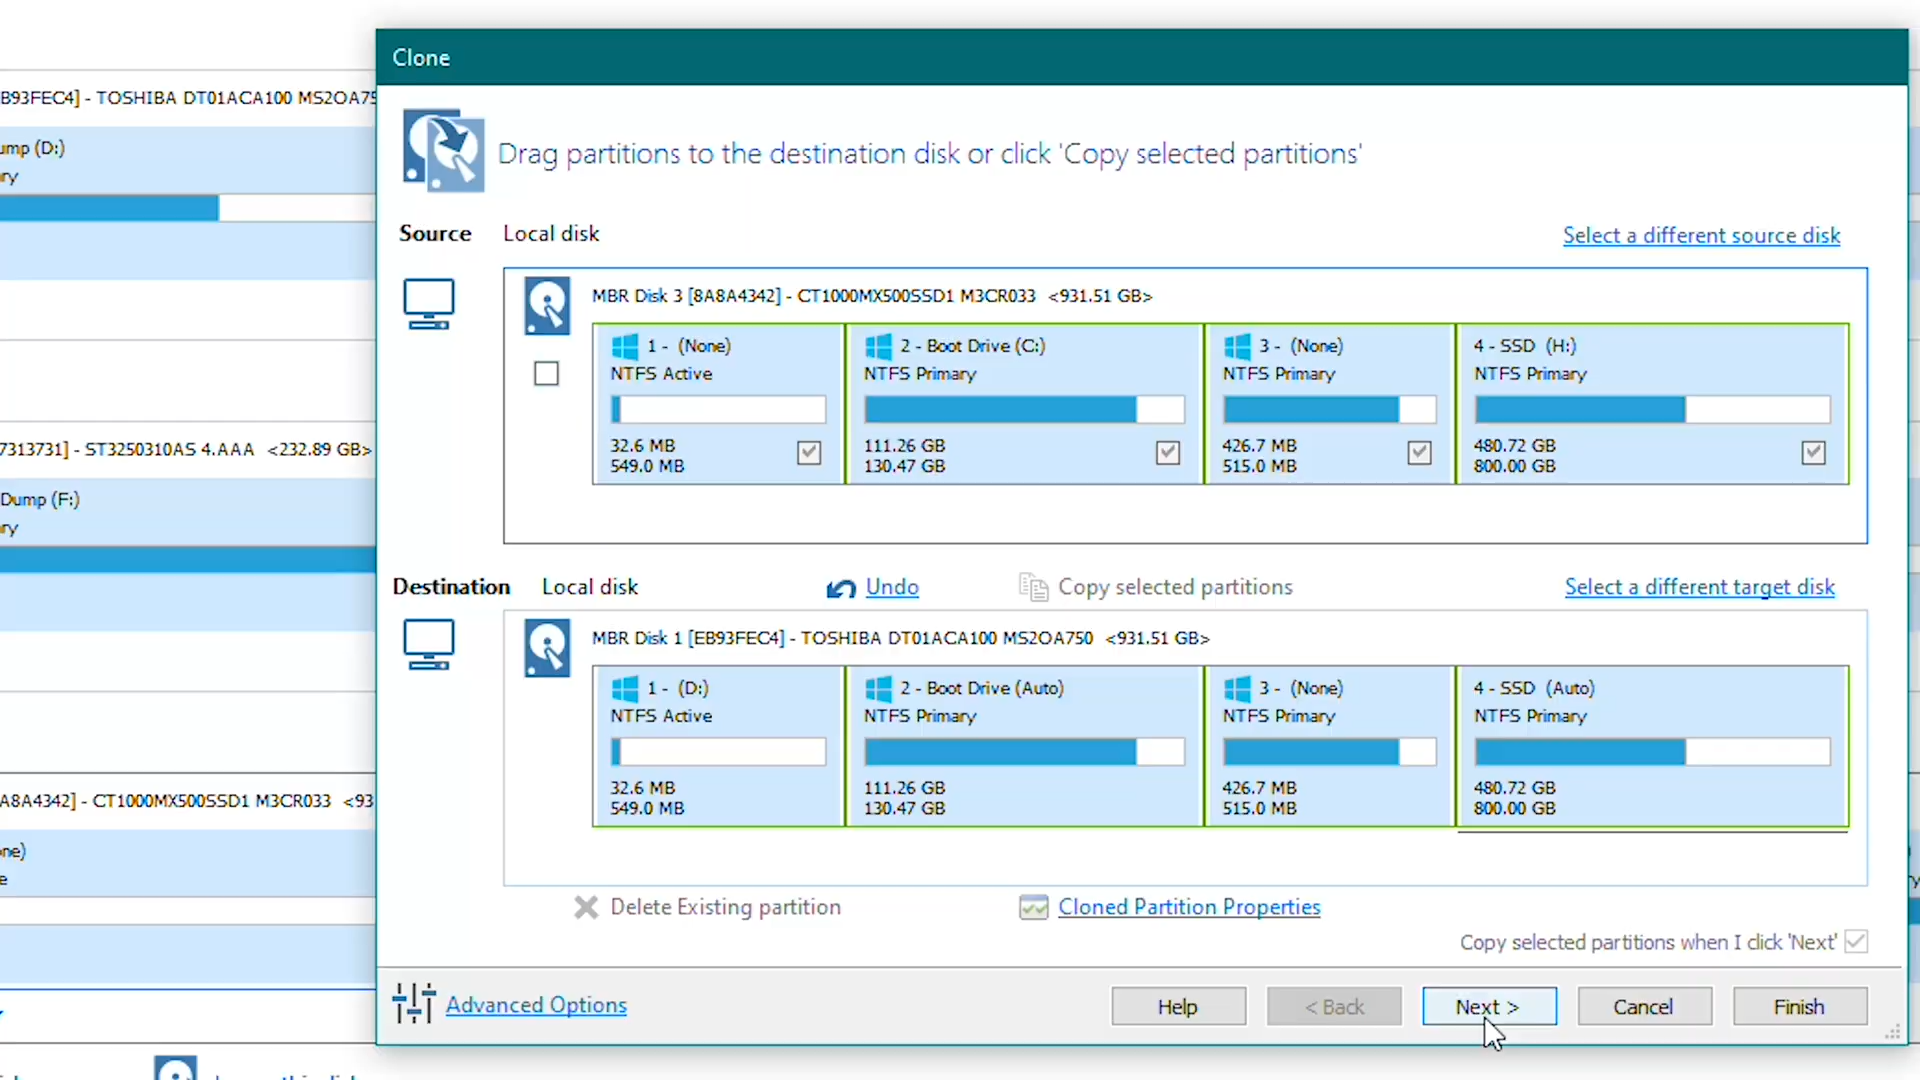 Clone
Drag partitions to the destination disk or click 'Copy selected partitions'
Source Local disk Select a different source disk
MBR Disk 3 [8A8A4342] - CT1000MX500SSD1 M3CR033 <931.51 GB>
1 - (None)
NTFS Active
32.6 MB
549.0 MB
2 - Boot Drive (C:)
NTFS Primary
111.26 GB
130.47 GB
3 - (None)
NTFS Primary
426.7 MB
515.0 MB
4 - SSD (H:)
NTFS Primary
480.72 GB
800.00 GB
Destination Local disk Undo Copy selected partitions Select a different target disk
MBR Disk 1 [EB93FEC4] - TOSHIBA DT01ACA100 MS2OA750 <931.51 GB>
1 - (D:)
NTFS Active
32.6 MB
549.0 MB
2 - Boot Drive (Auto)
NTFS Primary
111.26 GB
130.47 GB
3 - (None)
NTFS Primary
426.7 MB
515.0 MB
4 - SSD (Auto)
NTFS Primary
480.72 GB
800.00 GB
Delete Existing partition Cloned Partition Properties
Copy selected partitions when I click 'Next'
Advanced Options Help < Back Next > Cancel Finish
B93FEC4] - TOSHIBA DT01ACA100 MS2OA75
ump (D:)
ry
7313731] - ST3250310AS 4.AAA <232.89 GB>
Dump (F:)
ry
A8A4342] - CT1000MX500SSD1 M3CR033 <93
one)
e